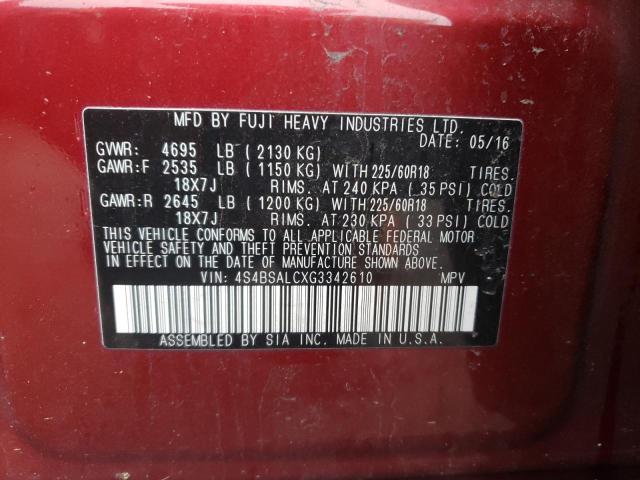 MFD BY FUJI HEAVY INDUSTRIES LTD.
DATE: 05/16
GVWR: 4695 LB (2130 KG)
GAWR:F 2535 LB (1150 KG) WITH 225/60R18 TIRES.
18X7J RIMS. AT 240 KPA (35 PSI) COLD
GAWR:R 2645 LB (1200 KG) WITH 225/60R18 TIRES.
18X7J RIMS. AT 230 KPA (33 PSI) COLD
THIS VEHICLE CONFORMS TO ALL APPLICABLE FEDERAL MOTOR
VEHICLE SAFETY AND THEFT BPREVENTION STANDARDS
IN EFFECT ON THE DATE OF MANUFACTURE SHOWN ABOVE.
VIN: 4S4BSALCXG3342610 MPV
ASSEMBLED BY SIA INC. MADE IN U.S.A.